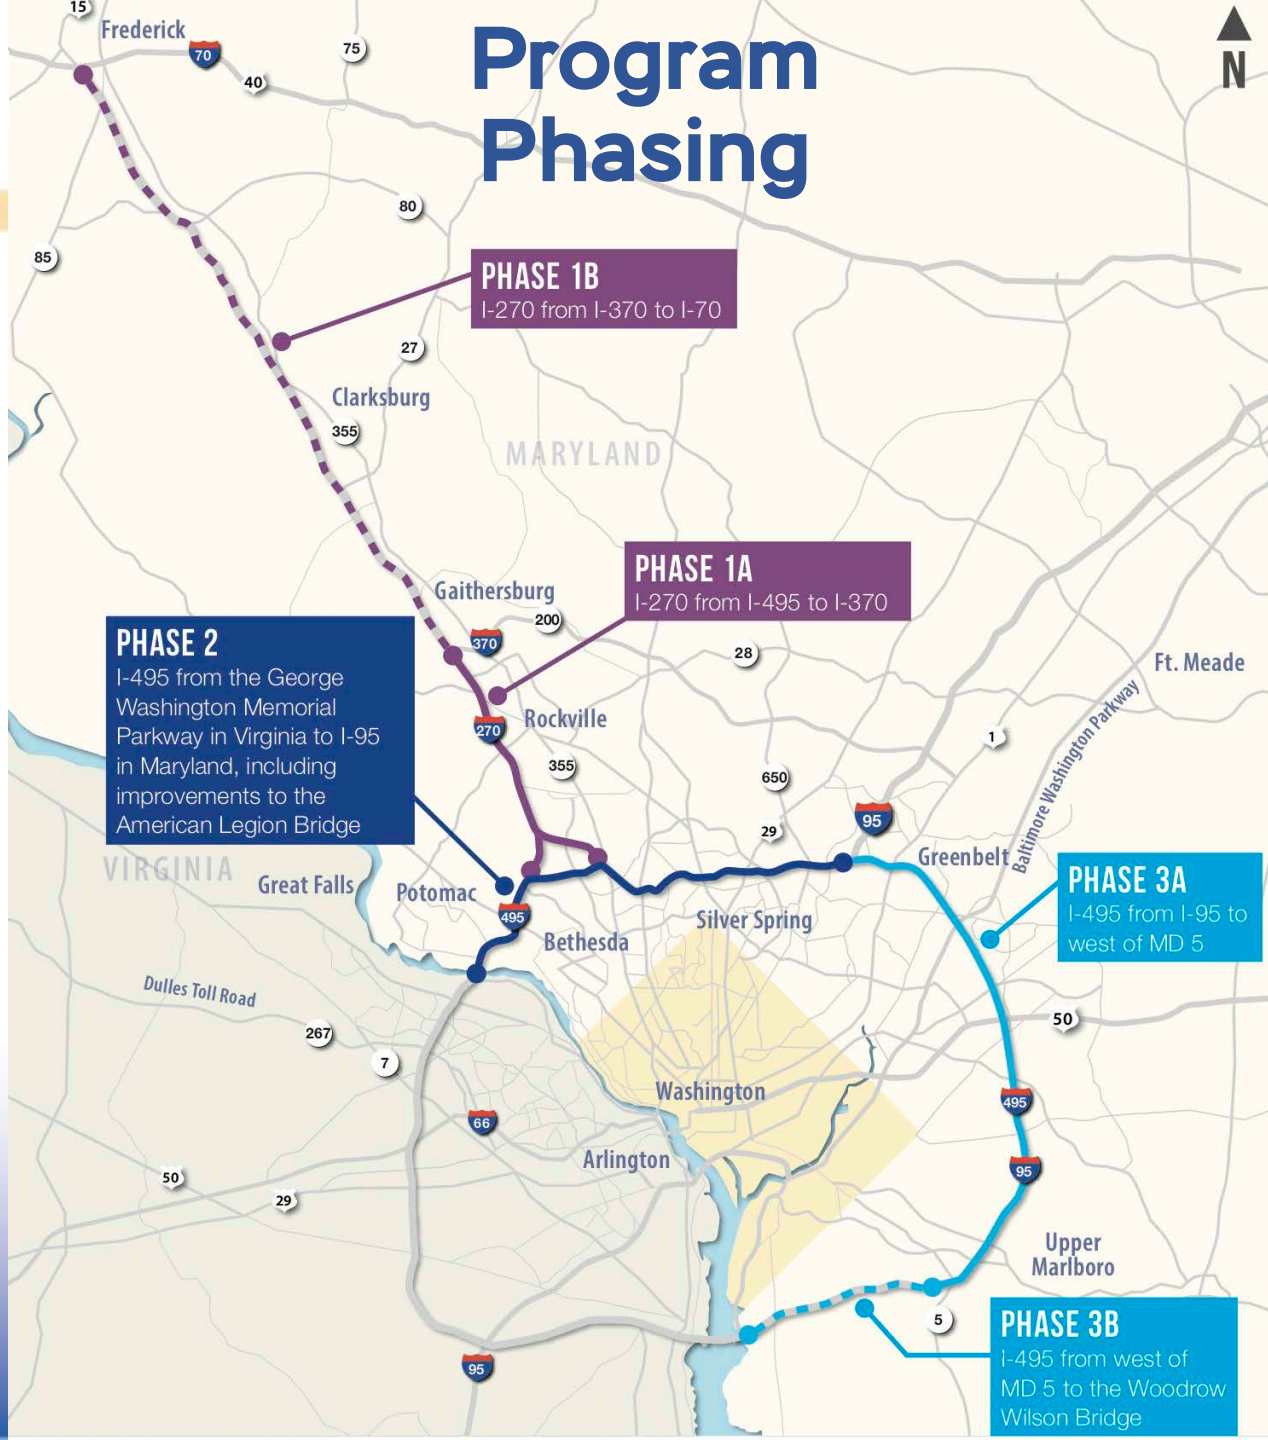 15
Frederick
70
75
40
Program
Phasing
N
80
85
PHASE 1B
I-270 from I-370 to I-70
27
Clarksburg
355
MARYLAND
PHASE 1A
I-270 from I-495 to I-370
Gaithersburg
200
370
28
PHASE 2
I-495 from the George
Washington Memorial
Parkway in Virginia to I-95
in Maryland, including
improvements to the
American Legion Bridge
Ft. Meade
270
Rockville
355
1
Baltimore Washington Parkway
650
29
95
Greenbelt
VIRGINIA
Great Falls
Potomac
495
Bethesda
Silver Spring
PHASE 3A
I-495 from I-95 to
west of MD 5
Dulles Toll Road
267
7
50
66
Washington
495
Arlington
95
50
29
Upper
Marlboro
5
95
PHASE 3B
I-495 from west of
MD 5 to the Woodrow
Wilson Bridge